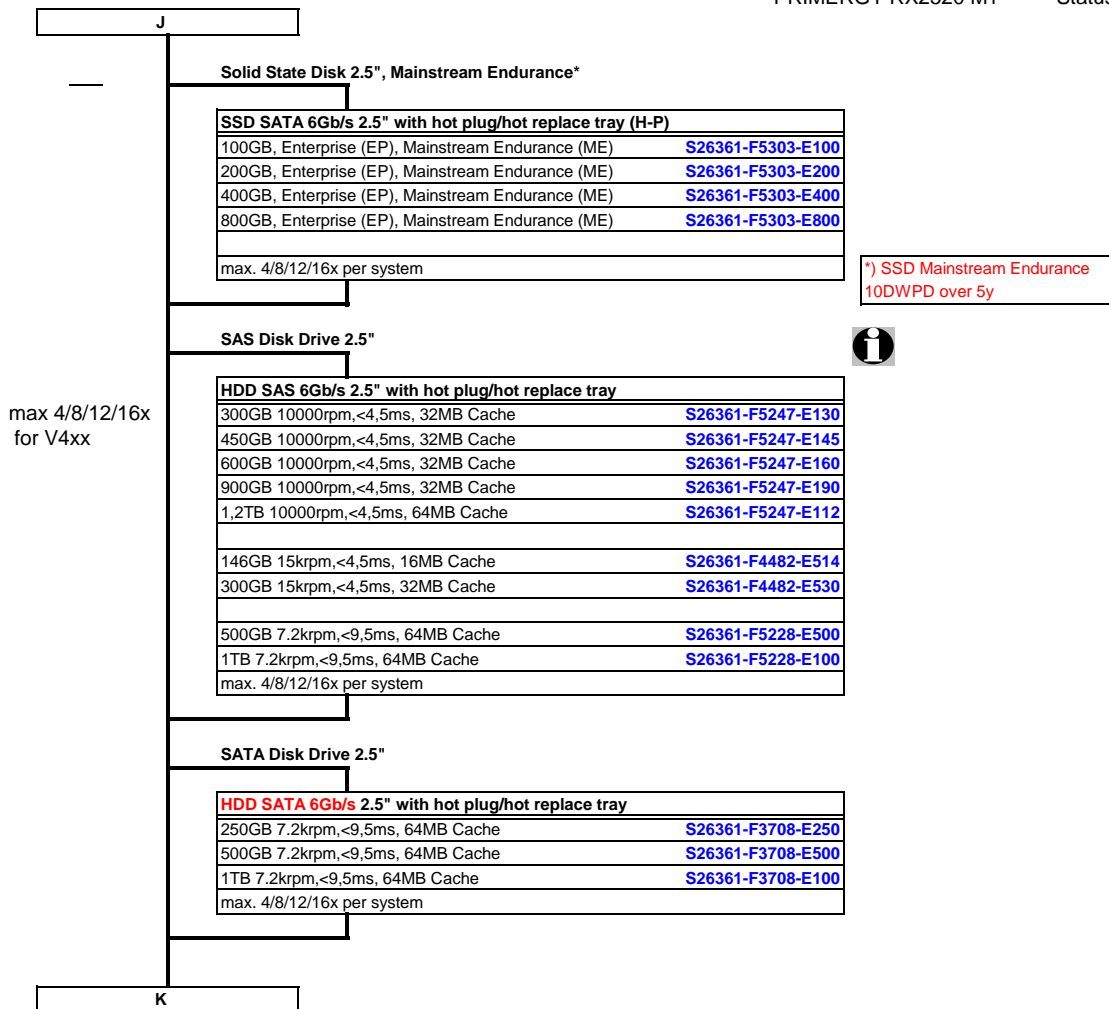 J
Solid State Disk 2.5", Mainstream Endurance*
SSD SATA 6Gb/s 2.5" with hot plug/hot replace tray (H-P)
100GB, Enterprise (EP), Mainstream Endurance (ME) S26361-F5303-E100
200GB, Enterprise (EP), Mainstream Endurance (ME) S26361-F5303-E200
400GB, Enterprise (EP), Mainstream Endurance (ME) S26361-F5303-E400
800GB, Enterprise (EP), Mainstream Endurance (ME) S26361-F5303-E800
max. 4/8/12/16x per system
*) SSD Mainstream Endurance
10DWPD over 5y
SAS Disk Drive 2.5"
HDD SAS 6Gb/s 2.5" with hot plug/hot replace tray
max 4/8/12/16x
for V4xx
300GB 10000rpm,<4,5ms, 32MB Cache S26361-F5247-E130
450GB 10000rpm,<4,5ms, 32MB Cache S26361-F5247-E145
600GB 10000rpm,<4,5ms, 32MB Cache S26361-F5247-E160
900GB 10000rpm,<4,5ms, 32MB Cache S26361-F5247-E190
1,2TB 10000rpm,<4,5ms, 64MB Cache S26361-F5247-E112
146GB 15krpm,<4,5ms, 16MB Cache S26361-F4482-E514
300GB 15krpm,<4,5ms, 32MB Cache S26361-F4482-E530
500GB 7.2krpm,<9,5ms, 64MB Cache S26361-F5228-E500
1TB 7.2krpm,<9,5ms, 64MB Cache S26361-F5228-E100
max. 4/8/12/16x per system
SATA Disk Drive 2.5"
HDD SATA 6Gb/s 2.5" with hot plug/hot replace tray
250GB 7.2krpm,<9,5ms, 64MB Cache S26361-F3708-E250
500GB 7.2krpm,<9,5ms, 64MB Cache S26361-F3708-E500
1TB 7.2krpm,<9,5ms, 64MB Cache S26361-F3708-E100
max. 4/8/12/16x per system
K